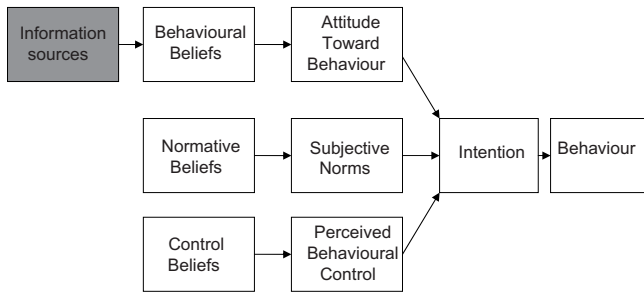 Information
sources
Behavioural
Beliefs
Attitude
Toward
Behaviour
Normative
Beliefs
Subjective
Norms
Intention
Behaviour
Control
Beliefs
Perceived
Behavioural
Control